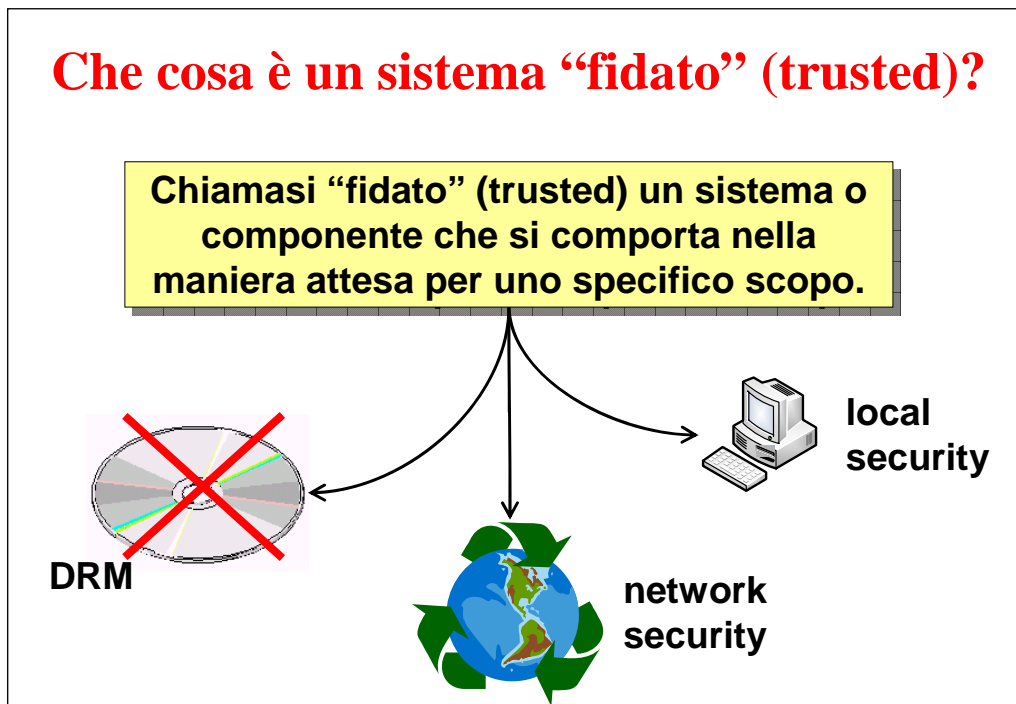 Che cosa è un sistema “fidato” (trusted)?
Chiamasi “fidato” (trusted) un sistema o
componente che si comporta nella
maniera attesa per uno specifico scopo.
local
security
DRM
network
security